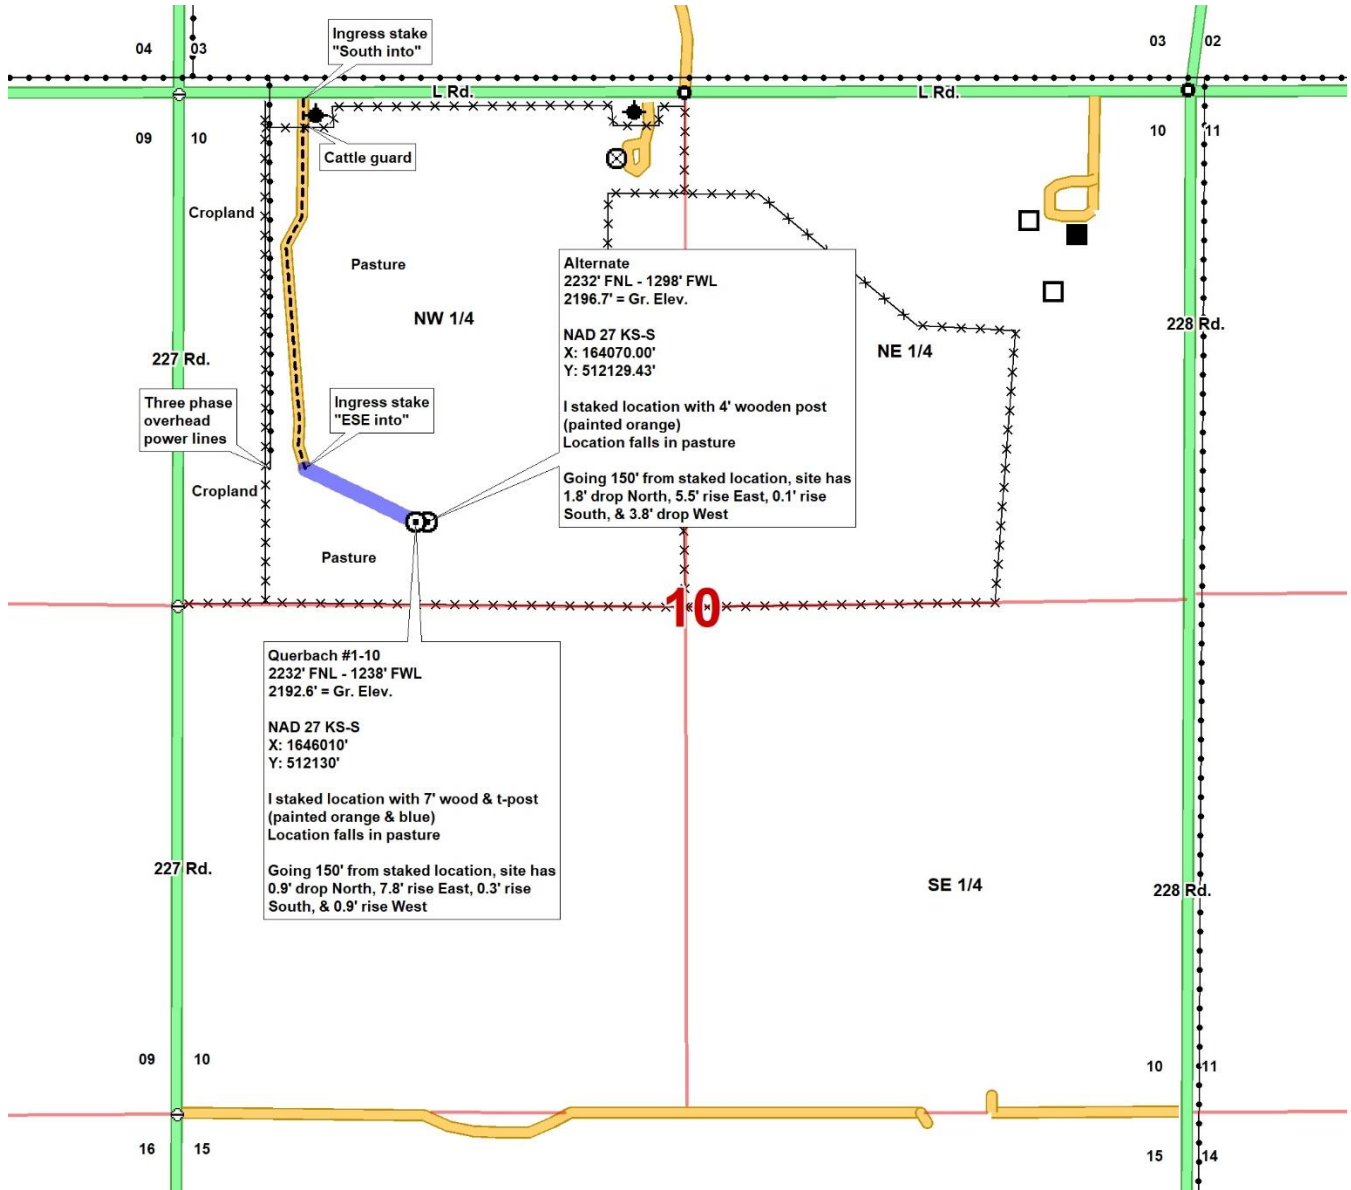 04 03
Ingress stake
"South into"
03 02
L Rd.
L Rd.
09 10
Cattle guard
10 11
Cropland
Pasture
Alternate
2232' FNL - 1298' FWL
2196.7' = Gr. Elev.
NAD 27 KS-S
X: 164070.00'
Y: 512129.43'
I staked location with 4' wooden post
(painted orange)
Location falls in pasture
Going 150' from staked location, site has
1.8' drop North, 5.5' rise East, 0.1' rise
South, & 3.8' drop West
NW 1/4
NE 1/4
228 Rd.
227 Rd.
Three phase
overhead
power lines
Ingress stake
"ESE into"
Cropland
Pasture
10
Querbach #1-10
2232' FNL - 1238' FWL
2192.6' = Gr. Elev.
NAD 27 KS-S
X: 1646010'
Y: 512130'
I staked location with 7' wood & t-post
(painted orange & blue)
Location falls in pasture
Going 150' from staked location, site has
0.9' drop North, 7.8' rise East, 0.3' rise
South, & 0.9' rise West
227 Rd.
SE 1/4
228 Rd.
09 10
10 11
16 15
15 14